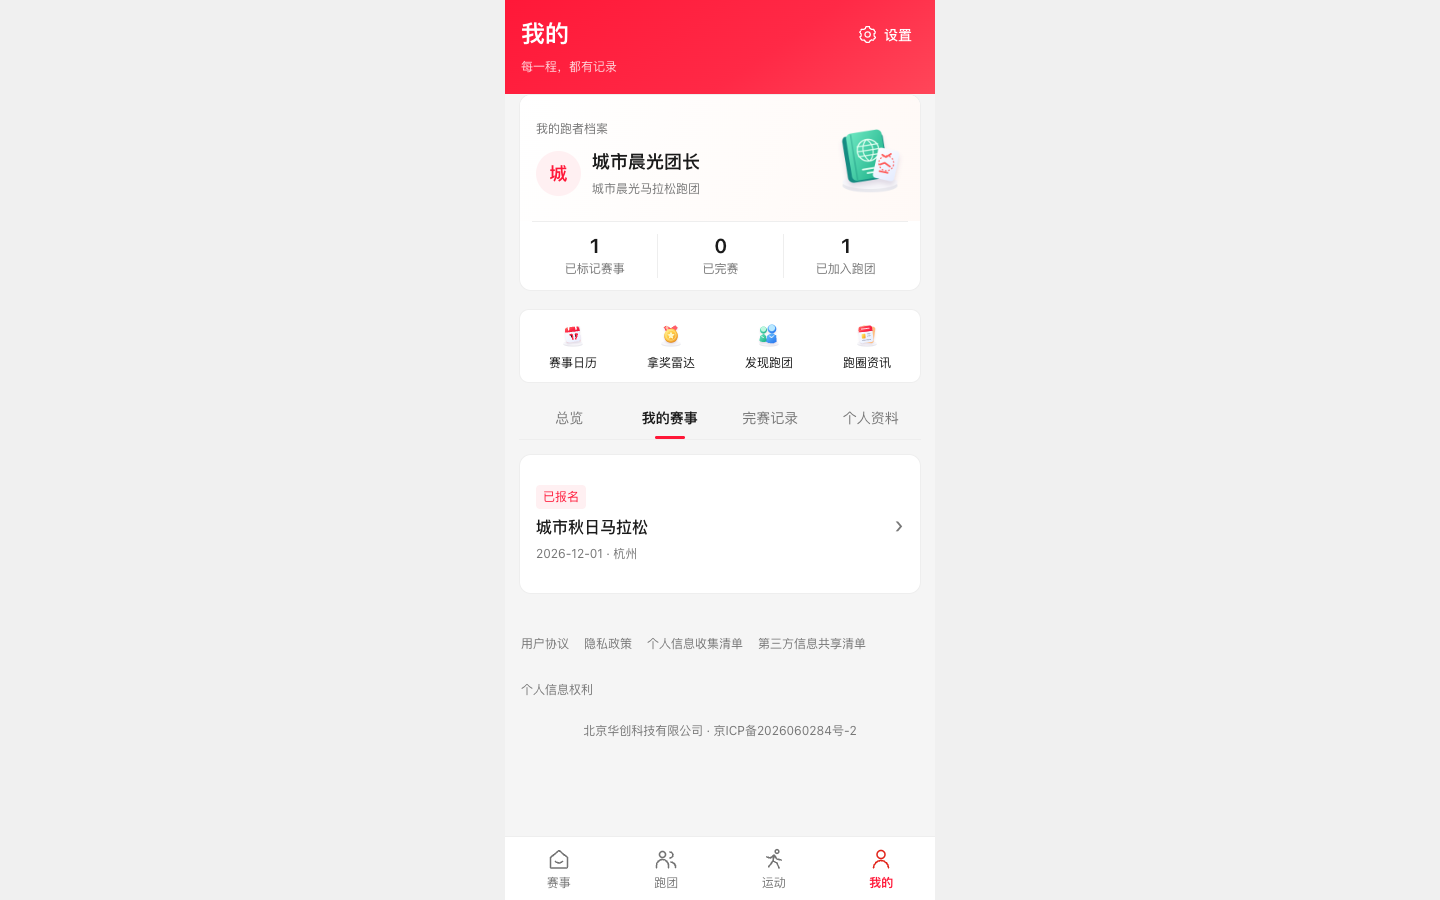 我的
设置
每一程，都有记录
我的跑者档案
城
城市晨光团长
城市晨光马拉松跑团
1
0
1
已标记赛事
已完赛
已加入跑团
赛事日历
拿奖雷达
发现跑团
跑圈资讯
总览
我的赛事
完赛记录
个人资料
已报名
城市秋日马拉松
2026-12-01 · 杭州
用户协议 隐私政策 个人信息收集清单 第三方信息共享清单
个人信息权利
北京华创科技有限公司 · 京ICP备2026060284号-2
赛事
跑团
运动
我的